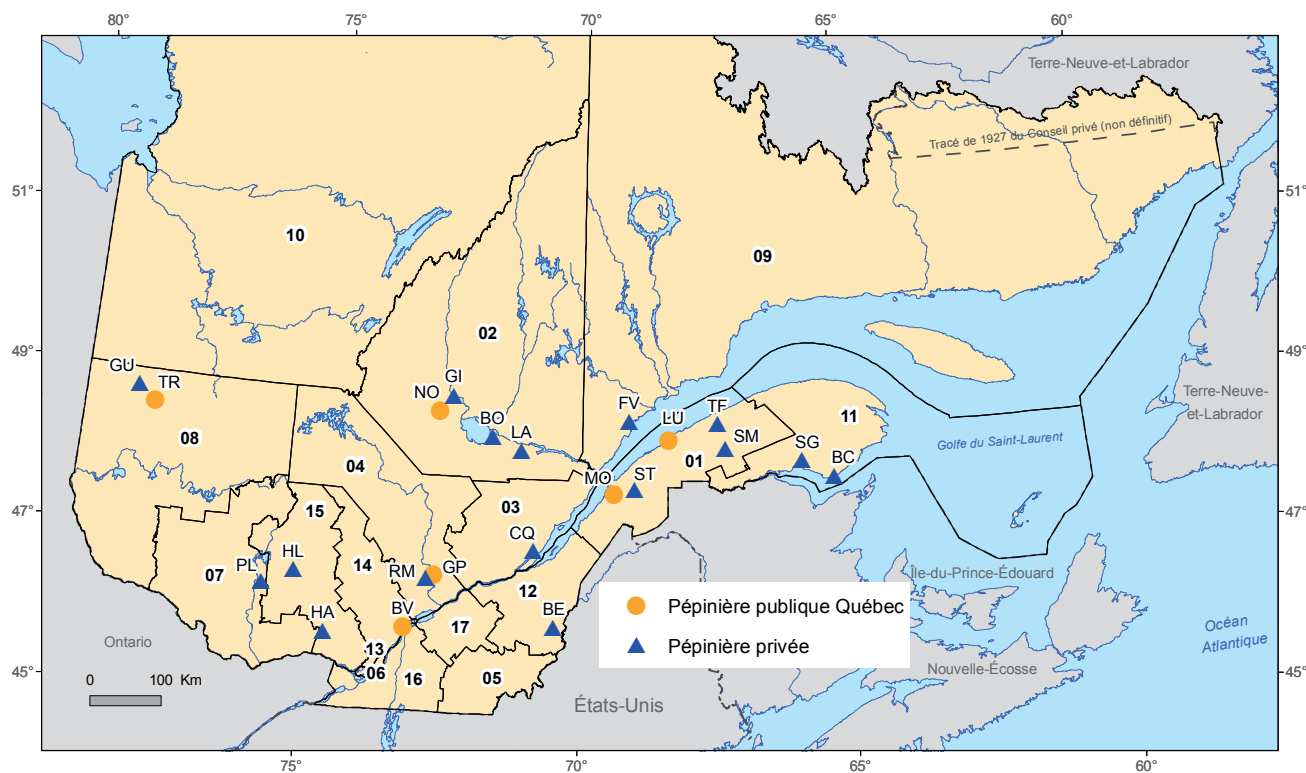 80°
75°
70°
65°
60°
Terre-Neuve-et-Labrador
Tracé de 1927 du Conseil privé (non définitif)
51°
51°
10
09
02
49°
49°
GU
TR
GI
NO
BO
LA
FV
LU
TF
SM
11
SG
BC
Terre-Neuve-
et-Labrador
Golfe du Saint-Laurent
08
04
01
MO
ST
03
47°
47°
15
CQ
07
PL
HL
14
RM
GP
12
Île-du-Prince-Édouard
Pépinière publique Québec
HA
BV
17
BE
Pépinière privée
Océan
Atlantique
Ontario
13
06
16
05
Nouvelle-Écosse
45°
45°
0
100 Km
États-Unis
75°
70°
65°
60°